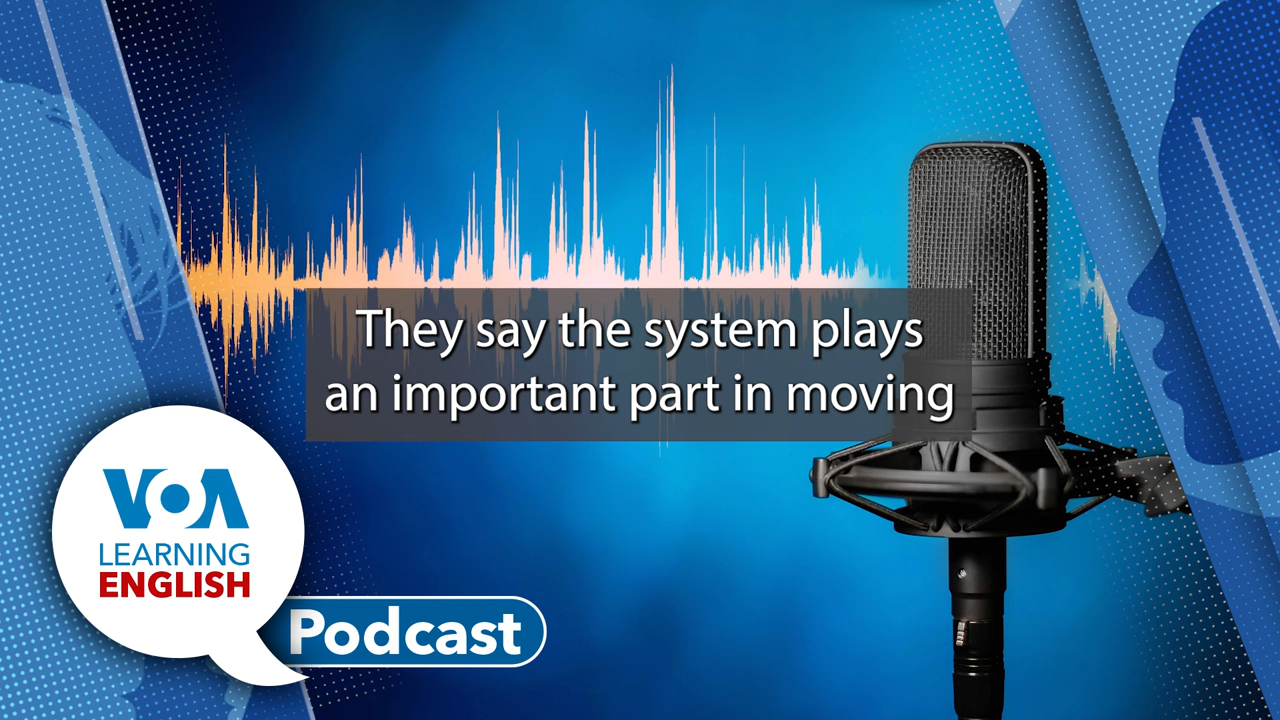 They say the system plays
an important part in moving
VOA
LEARNING
ENGLISH
Podcast